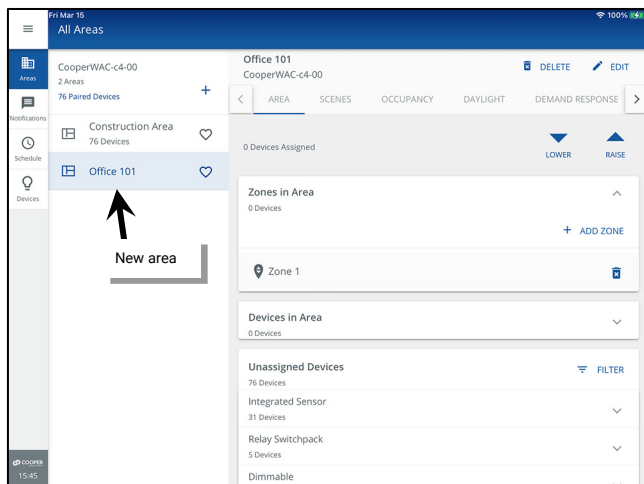 Fri Mar 15
100%
All Areas
Areas
Notifications
Schedule
Devices
COOPER
15:45
CooperWAC-c4-00
2 Areas
76 Paired Devices
+
Construction Area
76 Devices
Office 101
New area
Office 101
CooperWAC-c4-00
DELETE
EDIT
AREA SCENES OCCUPANCY DAYLIGHT DEMAND RESPONSE
0 Devices Assigned
LOWER RAISE
Zones in Area
0 Devices
+ ADD ZONE
Zone 1
Devices in Area
0 Devices
Unassigned Devices
76 Devices
FILTER
Integrated Sensor
31 Devices
Relay Switchpack
5 Devices
Dimmable